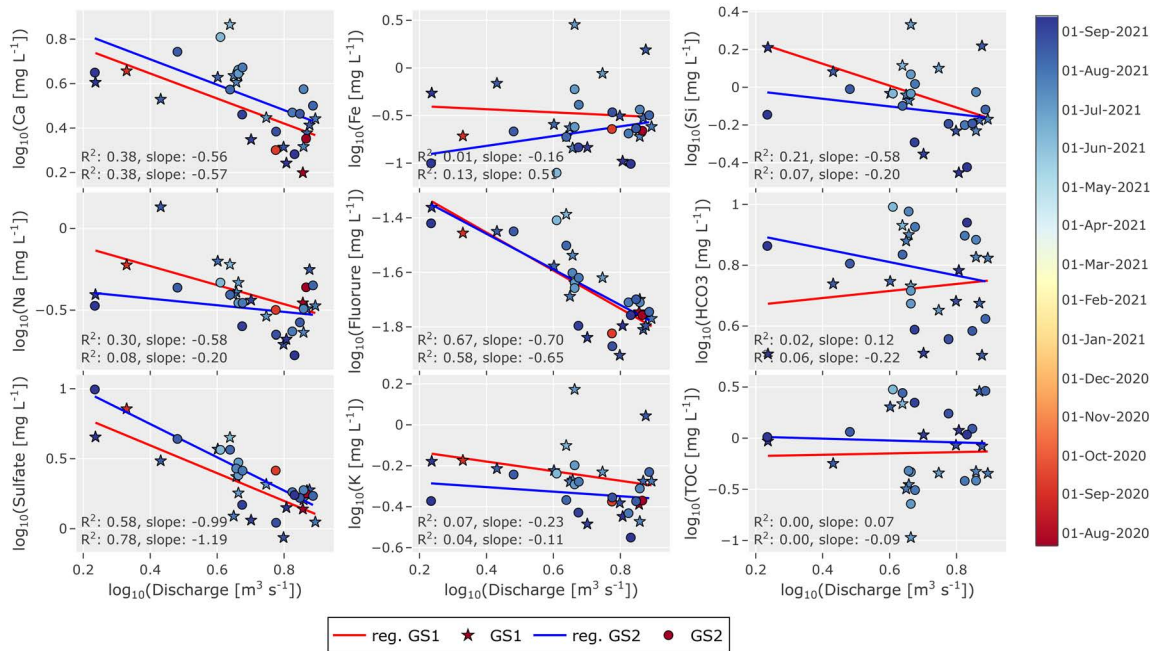 log10(Ca [mg L−1])
0.8
0.6
0.4
0.2
R2: 0.38, slope: -0.56
R2: 0.38, slope: -0.57
log10(Fe [mg L−1])
0.5
0
−0.5
−1
R2: 0.01, slope: -0.16
R2: 0.13, slope: 0.51
log10(Si [mg L−1])
0.4
0.2
0
−0.2
−0.4
R2: 0.21, slope: -0.58
R2: 0.07, slope: -0.20
log10(Na [mg L−1])
0
−0.5
R2: 0.30, slope: -0.58
R2: 0.08, slope: -0.20
log10(Fluorure [mg L−1])
−1.4
−1.6
−1.8
R2: 0.67, slope: -0.70
R2: 0.58, slope: -0.65
log10(HCO3 [mg L−1])
1
0.8
0.6
R2: 0.02, slope: 0.12
R2: 0.06, slope: -0.22
log10(Sulfate [mg L−1])
1
0.5
0
R2: 0.58, slope: -0.99
R2: 0.78, slope: -1.19
0.2 0.4 0.6 0.8
log10(Discharge [m3 s−1])
log10(K [mg L−1])
0.2
0
−0.2
−0.4
−0.6
R2: 0.07, slope: -0.23
R2: 0.04, slope: -0.11
0.2 0.4 0.6 0.8
log10(Discharge [m3 s−1])
log10(TOC [mg L−1])
0.5
0
−0.5
−1
R2: 0.00, slope: 0.07
R2: 0.00, slope: -0.09
0.2 0.4 0.6 0.8
log10(Discharge [m3 s−1])
01-Sep-2021
01-Aug-2021
01-Jul-2021
01-Jun-2021
01-May-2021
01-Apr-2021
01-Mar-2021
01-Feb-2021
01-Jan-2021
01-Dec-2020
01-Nov-2020
01-Oct-2020
01-Sep-2020
01-Aug-2020
reg. GS1 GS1 reg. GS2 GS2